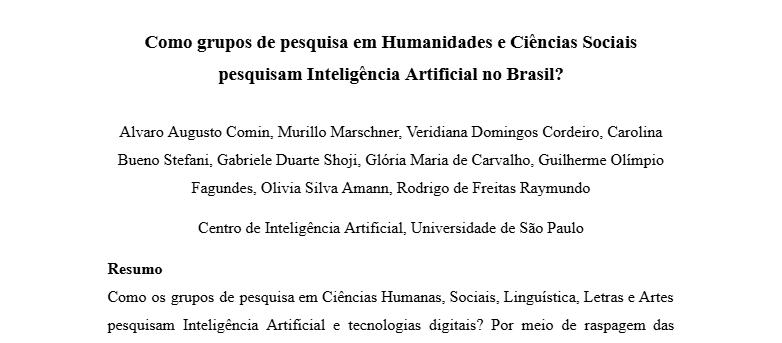 Como grupos de pesquisa em Humanidades e Ciências Sociais
pesquisam Inteligência Artificial no Brasil?
Alvaro Augusto Comin, Murillo Marschner, Veridiana Domingos Cordeiro, Carolina
Bueno Stefani, Gabriele Duarte Shoji, Glória Maria de Carvalho, Guilherme Olímpio
Fagundes, Olivia Silva Amann, Rodrigo de Freitas Raymundo
Centro de Inteligência Artificial, Universidade de São Paulo
Resumo
Como os grupos de pesquisa em Ciências Humanas, Sociais, Linguística, Letras e Artes
pesquisam Inteligência Artificial e tecnologias digitais? Por meio de raspagem das